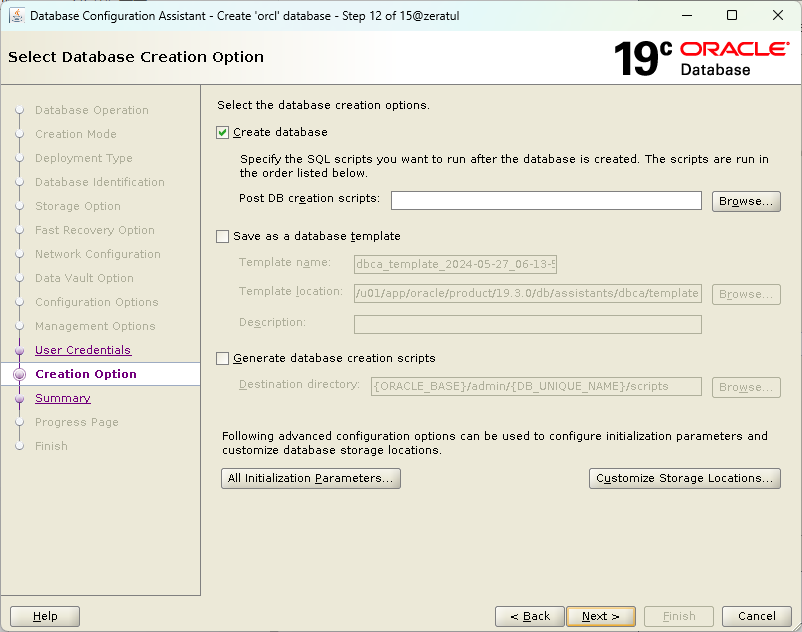 Database Configuration Assistant - Create 'orcl' database - Step 12 of 15@zeratul
Select Database Creation Option
19c ORACLE
Database
Database Operation
Creation Mode
Deployment Type
Database Identification
Storage Option
Fast Recovery Option
Network Configuration
Data Vault Option
Configuration Options
Management Options
User Credentials
Creation Option
Summary
Progress Page
Finish
Select the database creation options.
Create database
Specify the SQL scripts you want to run after the database is created. The scripts are run in
the order listed below.
Post DB creation scripts:
Browse...
Save as a database template
Template name: dbca_template_2024-05-27_06-13-5
Template location: /u01/app/oracle/product/19.3.0/db/assistants/dbca/template Browse...
Description:
Generate database creation scripts
Destination directory: {ORACLE_BASE}/admin/{DB_UNIQUE_NAME}/scripts Browse...
Following advanced configuration options can be used to configure initialization parameters and
customize database storage locations.
All Initialization Parameters... Customize Storage Locations...
Help < Back Next > Finish Cancel